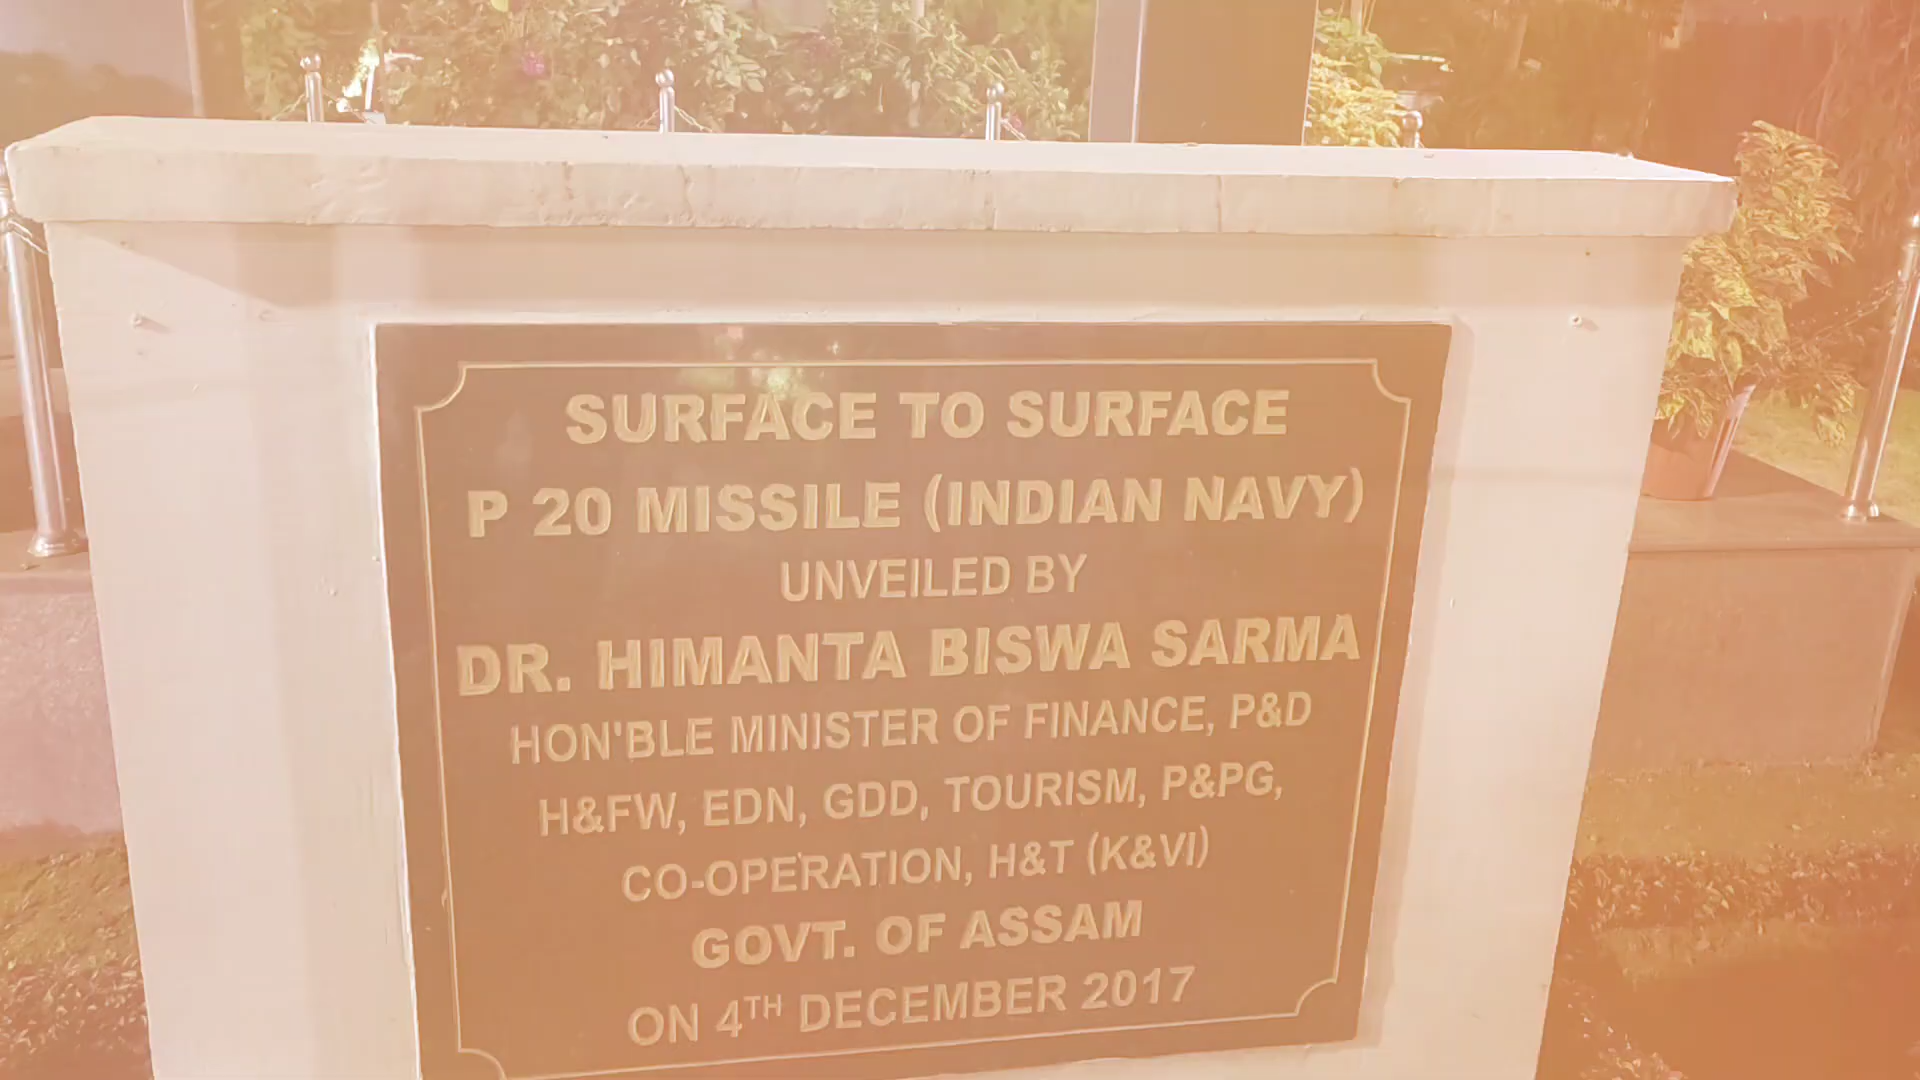 SURFACE TO SURFACE
P 20 MISSILE (INDIAN NAVY)
UNVEILED BY
DR. HIMANTA BISWA SARMA
HON'BLE MINISTER OF FINANCE, P&D
H&FW, EDN, GDD, TOURISM, P&PG,
CO-OPERATION, H&T (K&VI)
GOVT. OF ASSAM
ON 4TH DECEMBER 2017